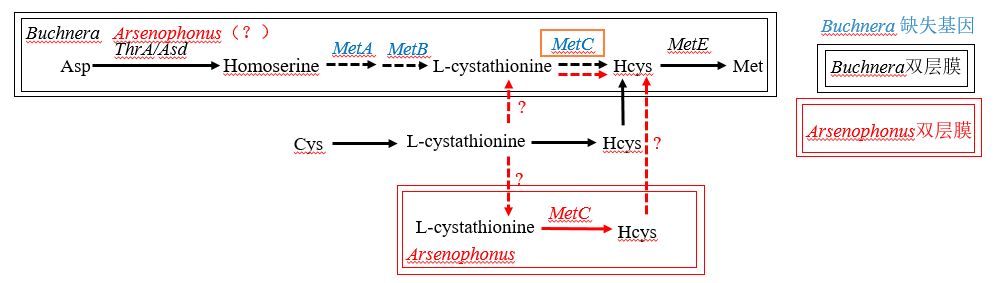 Buchnera Arsenophonus（？）
Buchnera 缺失基因
ThrA/Asd MetA MetB MetC MetE
Asp Homoserine L-cystathionine Hcys Met
Buchnera双层膜
?
Arsenophonus双层膜
Cys L-cystathionine Hcys ?
?
MetC
L-cystathionine Hcys
Arsenophonus